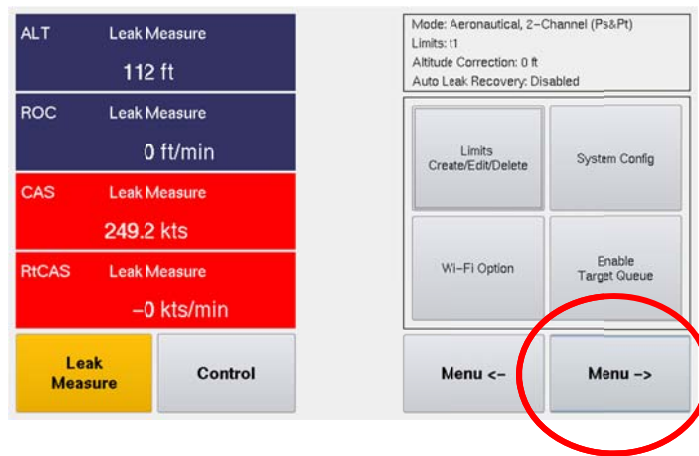 ALT Leak Measure
112 ft
ROC Leak Measure
0 ft/min
CAS Leak Measure
249.2 kts
RtCAS Leak Measure
-0 kts/min
Leak
Measure
Control
Mode: Aeronautical, 2-Channel (Ps&Pt)
Limits: t1
Altitude Correction: 0 ft
Auto Leak Recovery: Disabled
Limits
Create/Edit/Delete
System Config
Wi-Fi Option
Enable
Target Queue
Menu <-
Menu ->